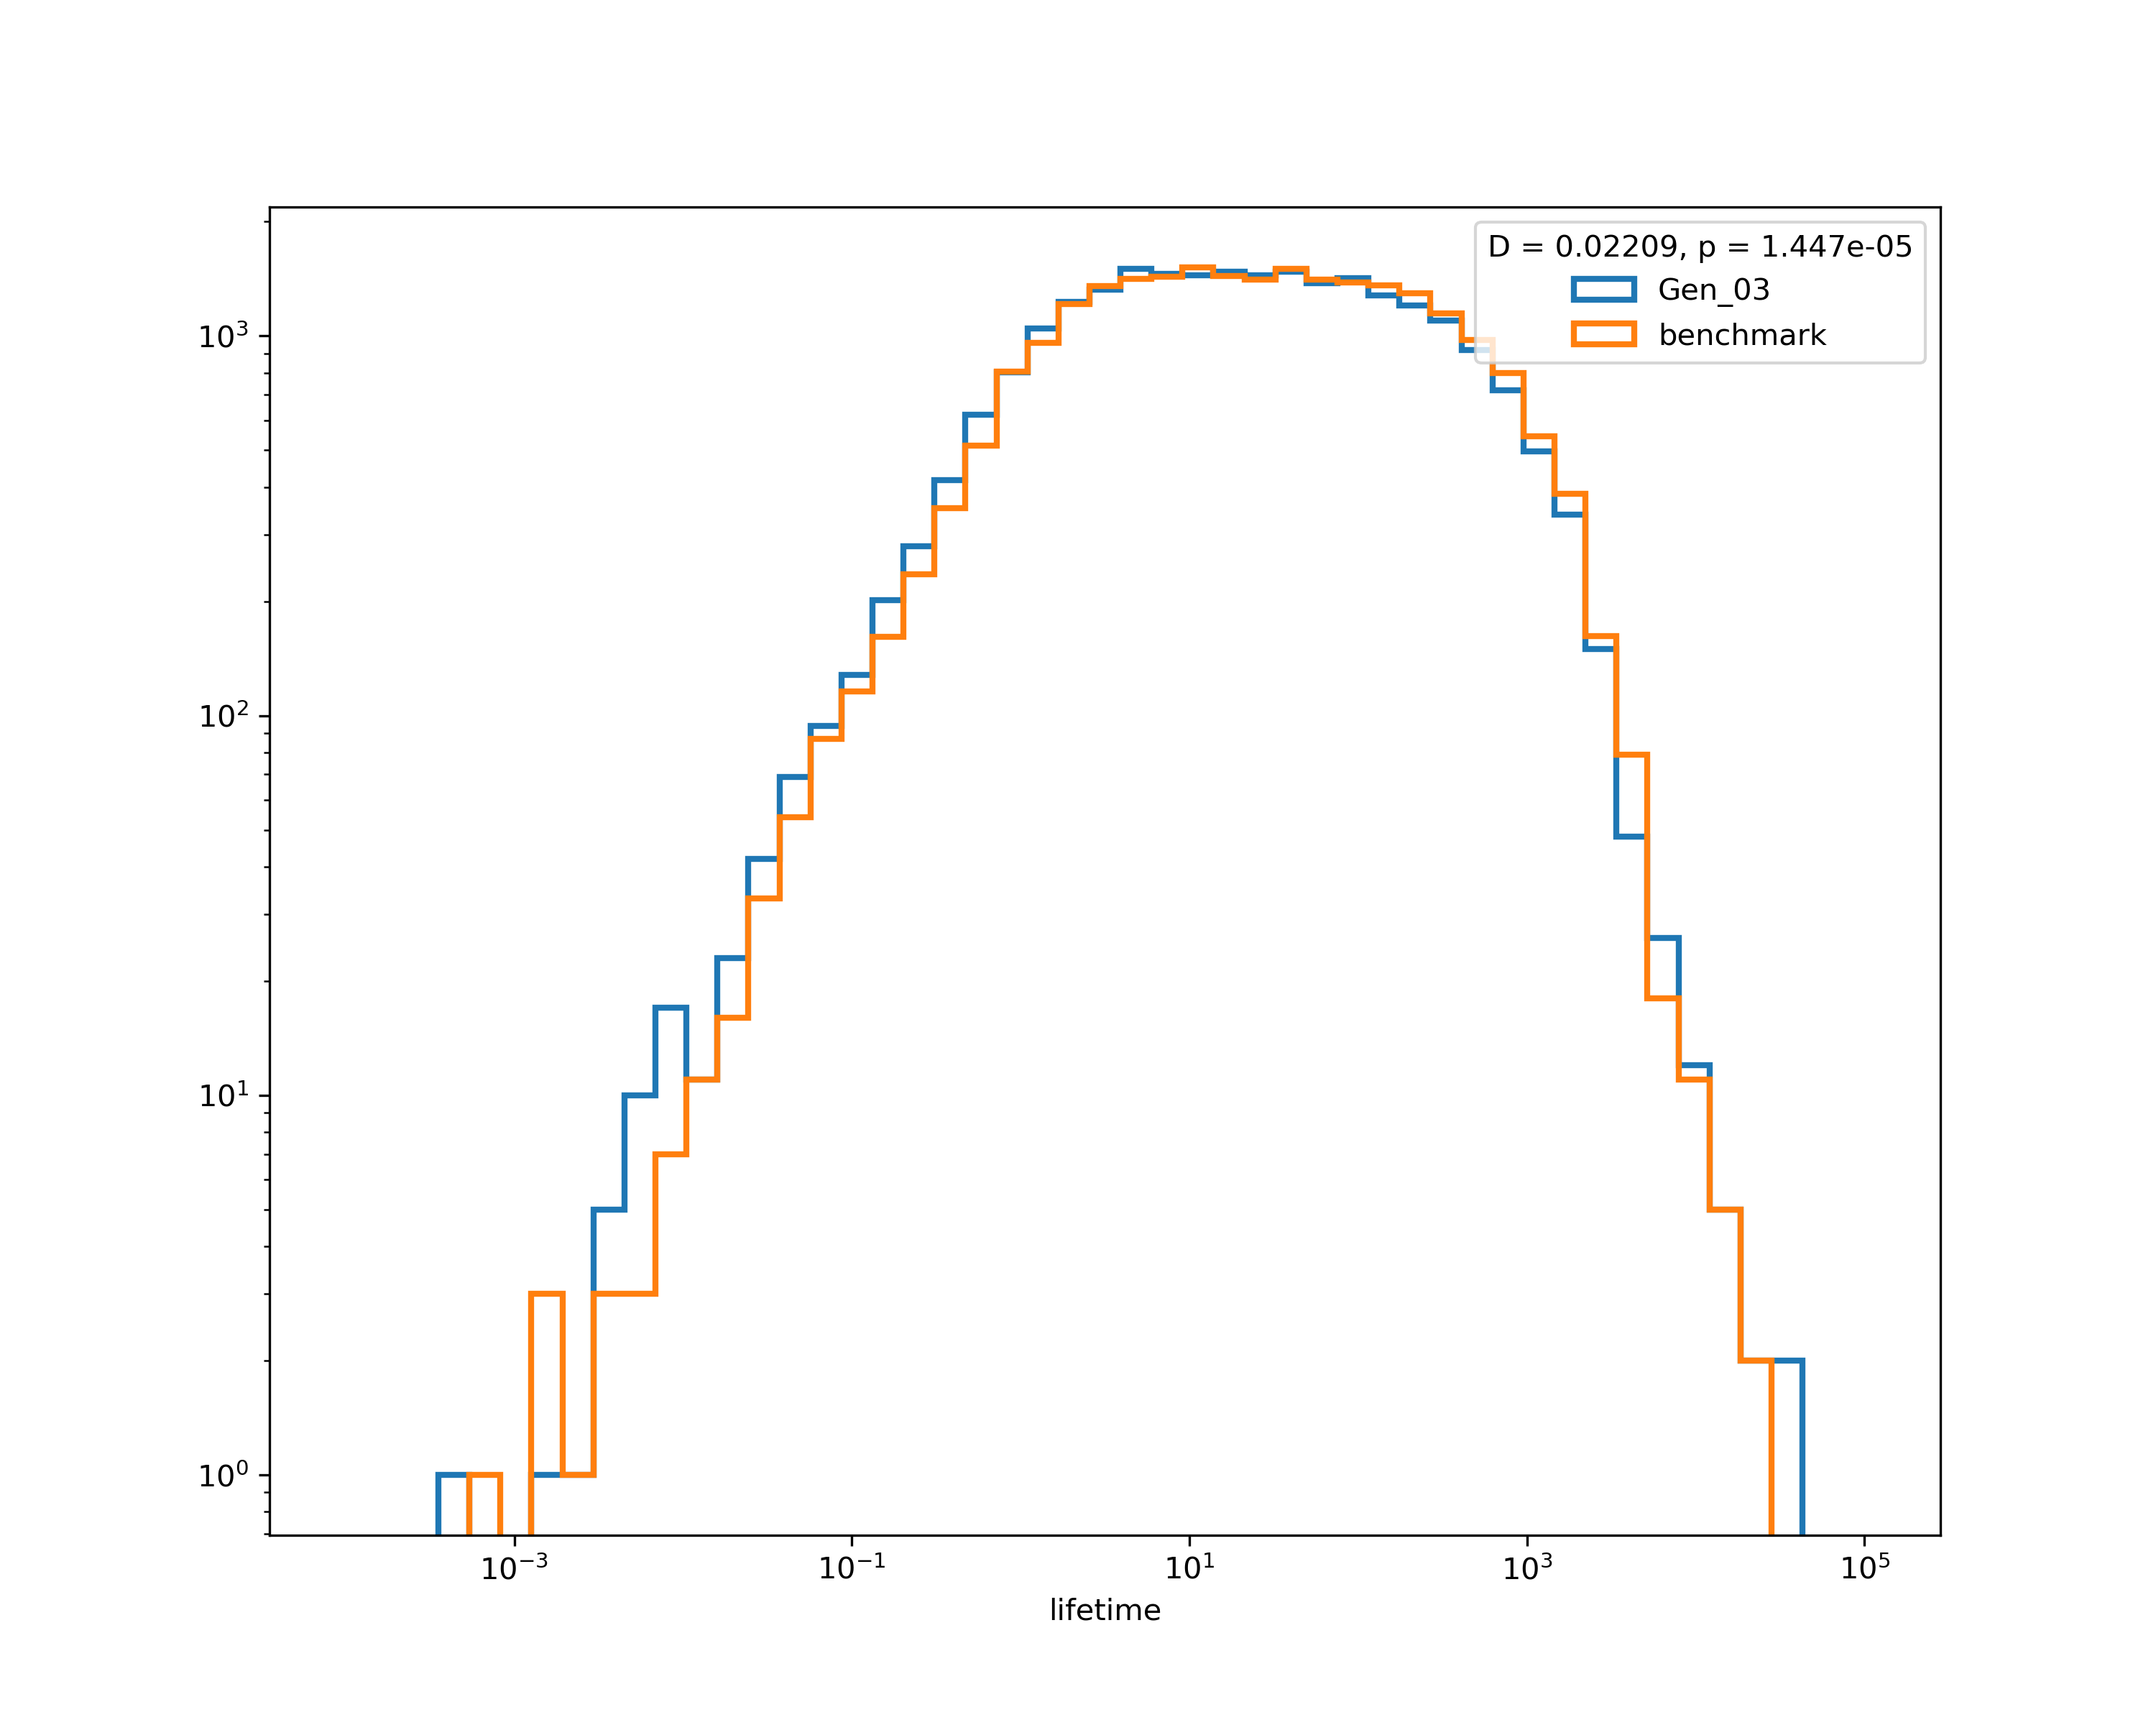 D = 0.02209, p = 1.447e-05
Gen_03
benchmark
10³
10²
10¹
10⁰
10⁻³ 10⁻¹ 10¹ 10³ 10⁵
lifetime